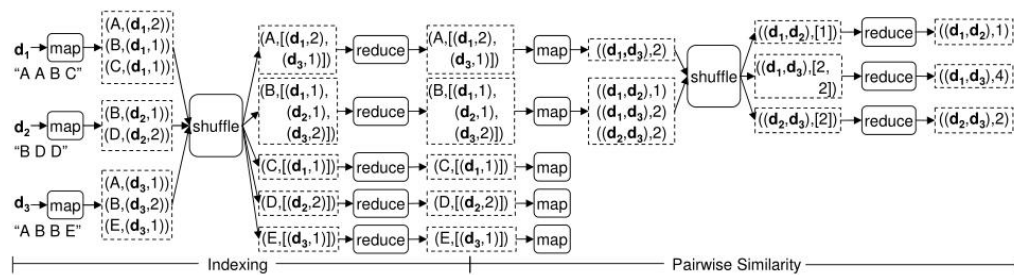 d1
map
"A A B C"
(A,(d1,2))
(B,(d1,1))
(C,(d1,1))
d2
map
"B D D"
(B,(d2,1))
(D,(d2,2))
d3
map
"A B B E"
(A,(d3,1))
(B,(d3,2))
(E,(d3,1))
shuffle
(A,[(d1,2),
(d3,1)])
reduce
(A,[(d1,2),
(d3,1)])
map
((d1,d3),2)
(B,[(d1,1),
(d2,1),
(d3,2)])
reduce
(B,[(d1,1),
(d2,1),
(d3,2)])
map
((d1,d2),1)
((d1,d3),2)
((d2,d3),2)
(C,[(d1,1)])
reduce
(C,[(d1,1)])
map
(D,[(d2,2)])
reduce
(D,[(d2,2)])
map
(E,[(d3,1)])
reduce
(E,[(d3,1)])
map
shuffle
((d1,d2),[1])
reduce
((d1,d2),1)
((d1,d3),[2,
2])
reduce
((d1,d3),4)
((d2,d3),[2])
reduce
((d2,d3),2)
Indexing
Pairwise Similarity